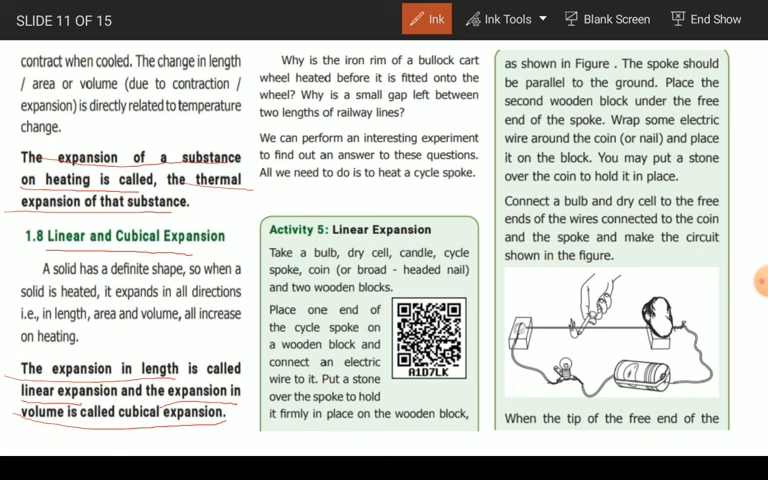 SLIDE 11 OF 15
Ink
Ink Tools
Blank Screen
End Show
contract when cooled. The change in length
/ area or volume (due to contraction /
expansion) is directly related to temperature
change.
The expansion of a substance
on heating is called, the thermal
expansion of that substance.
1.8 Linear and Cubical Expansion
A solid has a definite shape, so when a
solid is heated, it expands in all directions
i.e., in length, area and volume, all increase
on heating.
The expansion in length is called
linear expansion and the expansion in
volume is called cubical expansion.
Why is the iron rim of a bullock cart
wheel heated before it is fitted onto the
wheel? Why is a small gap left between
two lengths of railway lines?
We can perform an interesting experiment
to find out an answer to these questions.
All we need to do is to heat a cycle spoke.
Activity 5: Linear Expansion
Take a bulb, dry cell, candle, cycle
spoke, coin (or broad - headed nail)
and two wooden blocks.
Place one end of
the cycle spoke on
a wooden block and
connect an electric
wire to it. Put a stone
over the spoke to hold
it firmly in place on the wooden block,
A1D7LK
as shown in Figure . The spoke should
be parallel to the ground. Place the
second wooden block under the free
end of the spoke. Wrap some electric
wire around the coin (or nail) and place
it on the block. You may put a stone
over the coin to hold it in place.
Connect a bulb and dry cell to the free
ends of the wires connected to the coin
and the spoke and make the circuit
shown in the figure.
When the tip of the free end of the